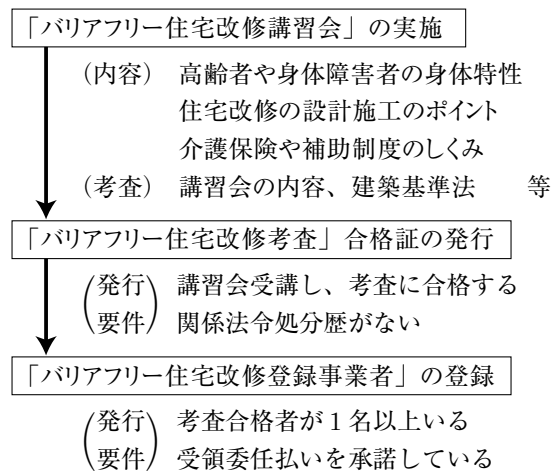 「バリアフリー住宅改修講習会」の実施
（内容） 高齢者や身体障害者の身体特性
住宅改修の設計施工のポイント
介護保険や補助制度のしくみ
（考査） 講習会の内容、建築基準法　等
「バリアフリー住宅改修考査」合格証の発行
（発行 要件） 講習会受講し、考査に合格する
関係法令処分歴がない
「バリアフリー住宅改修登録事業者」の登録
（発行 要件） 考査合格者が１名以上いる
受領委任払いを承諾している